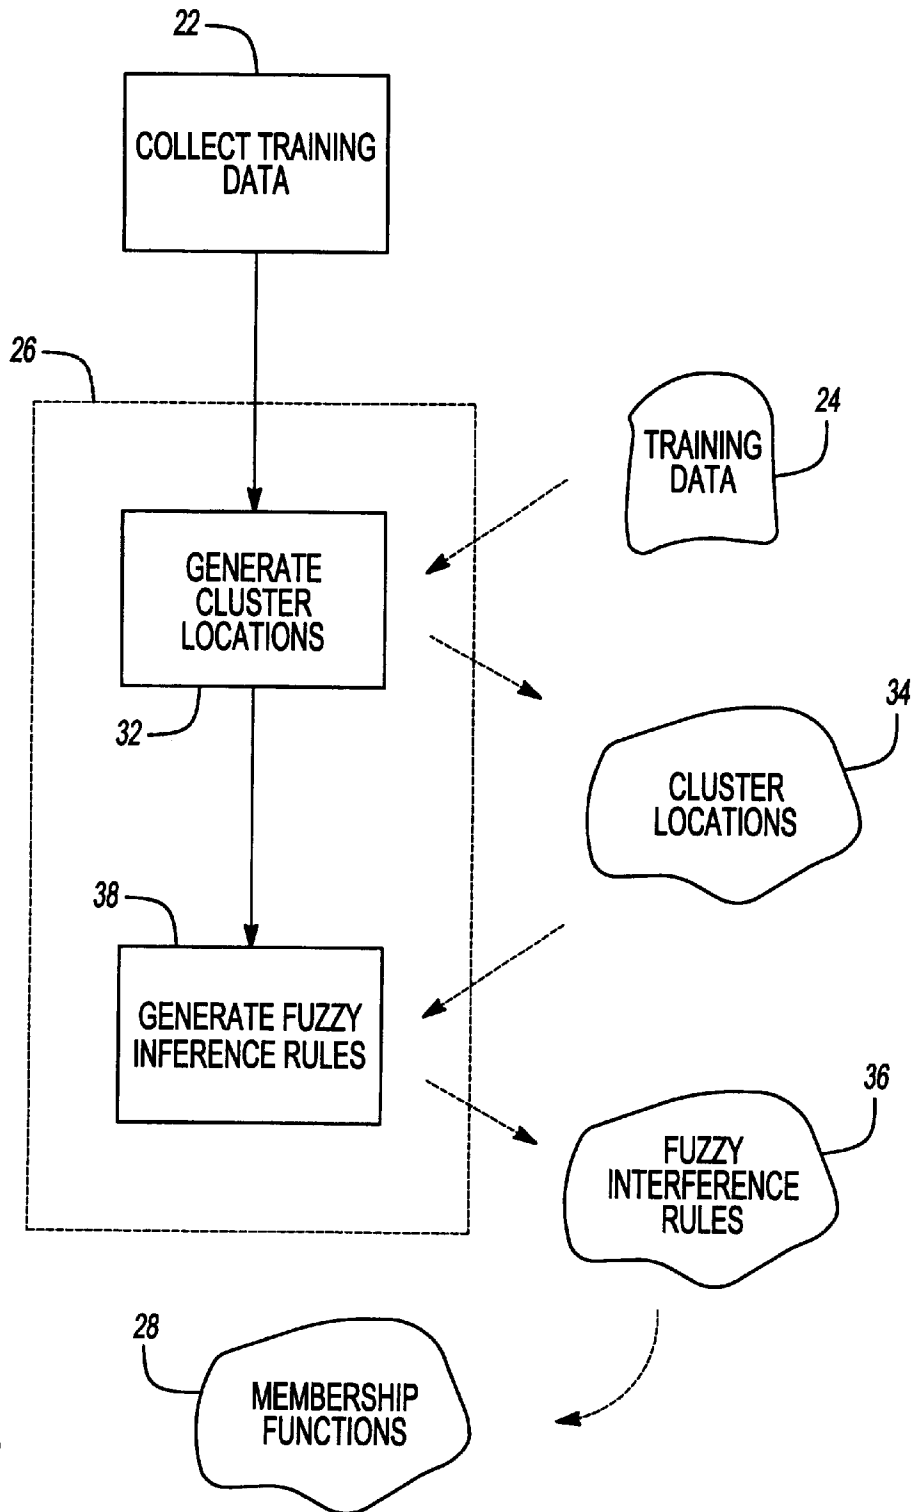 22
COLLECT TRAINING
DATA
26
24
TRAINING
DATA
GENERATE
CLUSTER
LOCATIONS
32
34
CLUSTER
LOCATIONS
38
GENERATE FUZZY
INFERENCE RULES
36
FUZZY
INTERFERENCE
RULES
28
MEMBERSHIP
FUNCTIONS